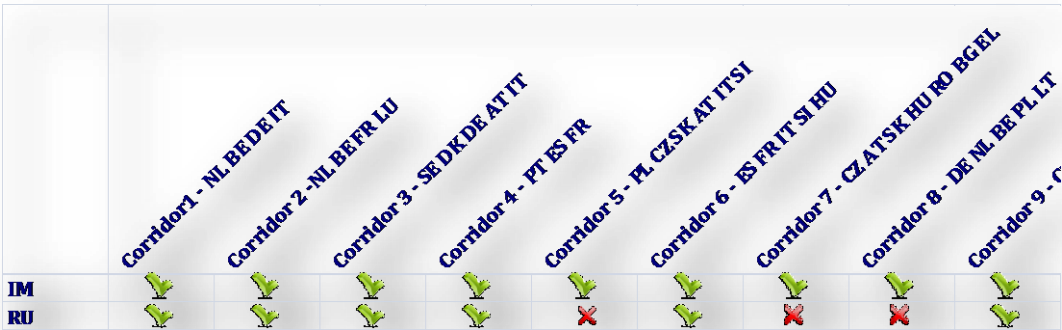 Corridor1 - NL BE DE IT
Corridor 2 -NL BE FR LU
Corridor 3 - SE DK DE AT IT
Corridor 4 - PT ES FR
Corridor 5 - PL CZ SK AT IT SI
Corridor 6 - ES FR IT SI HU
Corridor 7 - CZ AT SK HU RO BG EL
Corridor 8 - DE NL BE PL LT
Corridor 9 -
IM
RU